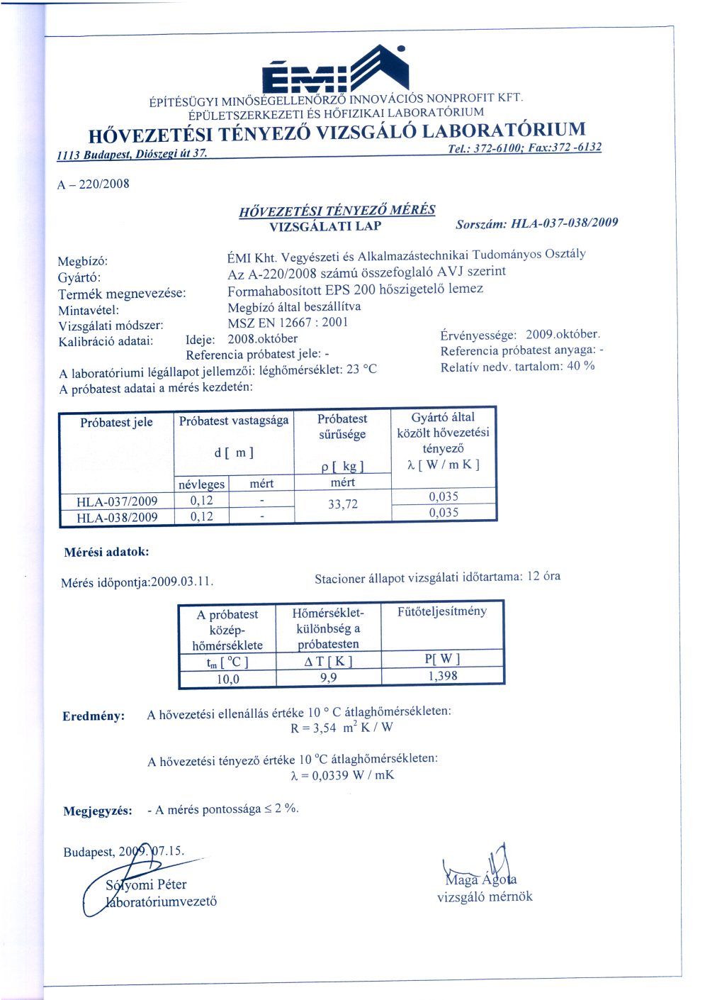 ÉMI
ÉPÍTÉSÜGYI MINŐSÉGELLENŐRZŐ INNOVÁCIÓS NONPROFIT KFT.
ÉPÜLETSZERKEZETI ÉS HŐFIZIKAI LABORATÓRIUM
HŐVEZETÉSI TÉNYEZŐ VIZSGÁLÓ LABORATÓRIUM
1113 Budapest, Diószegi út 37. Tel.: 372-6100; Fax:372 -6132
A – 220/2008
HŐVEZETÉSI TÉNYEZŐ MÉRÉS
VIZSGÁLATI LAP Sorszám: HLA-037-038/2009
Megbízó: ÉMI Kht. Vegyészeti és Alkalmazástechnikai Tudományos Osztály
Gyártó: Az A-220/2008 számú összefoglaló AVJ szerint
Termék megnevezése: Formahabosított EPS 200 hőszigetelő lemez
Mintavétel: Megbízó által beszállítva
Vizsgálati módszer: MSZ EN 12667 : 2001
Kalibráció adatai: Ideje: 2008.október Érvényessége: 2009.október.
Referencia próbatest jele: - Referencia próbatest anyaga: -
A laboratóriumi légállapot jellemzői: léghőmérséklet: 23 °C Relatív nedv. tartalom: 40 %
A próbatest adatai a mérés kezdetén:
Próbatest jele Próbatest vastagsága Próbatest Gyártó által
sűrűsége közölt hővezetési
d [ m ] tényező
ρ [ kg ] λ [ W / m K ]
névleges mért mért
HLA-037/2009 0,12 - 33,72 0,035
HLA-038/2009 0,12 - 0,035
Mérési adatok:
Mérés időpontja:2009.03.11. Stacioner állapot vizsgálati időtartama: 12 óra
A próbatest Hőmérséklet- Fűtőteljesítmény
közép- különbség a
hőmérséklete próbatesten
tm [ °C ] Δ T [ K ] P[ W ]
10,0 9,9 1,398
Eredmény: A hővezetési ellenállás értéke 10 ° C átlaghőmérsékleten:
R = 3,54 m² K / W
A hővezetési tényező értéke 10 °C átlaghőmérsékleten:
λ = 0,0339 W / mK
Megjegyzés: - A mérés pontossága ≤ 2 %.
Budapest, 2009.07.15.
Sólyomi Péter Maga Ágota
laboratóriumvezető vizsgáló mérnök